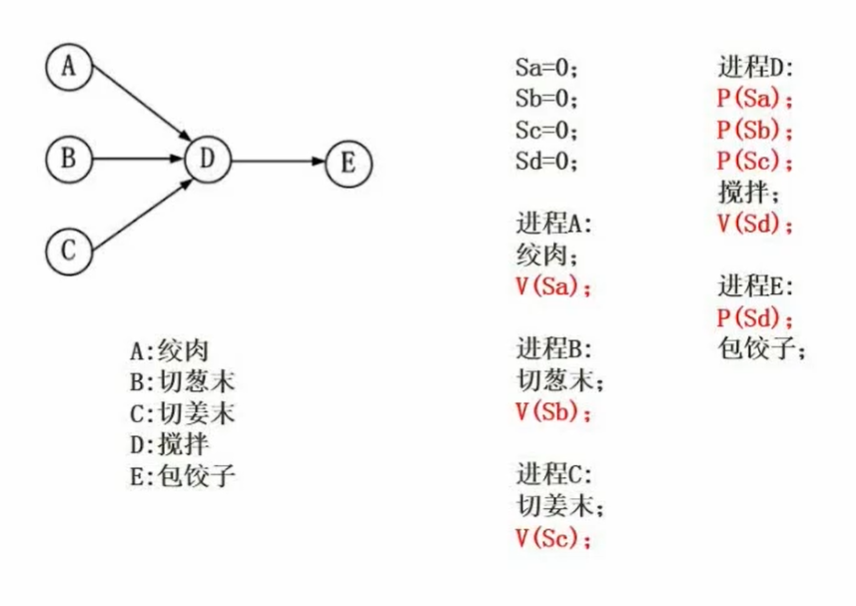 A
B
C
D
E
A:绞肉
B:切葱末
C:切姜末
D:搅拌
E:包饺子
Sa=0;
Sb=0;
Sc=0;
Sd=0;
进程A:
绞肉;
V(Sa);
进程B:
切葱末;
V(Sb);
进程C:
切姜末;
V(Sc);
进程D:
P(Sa);
P(Sb);
P(Sc);
搅拌;
V(Sd);
进程E:
P(Sd);
包饺子;